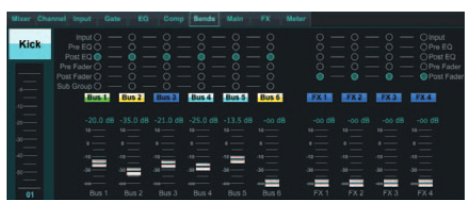 Mixer Channel Input Gate EQ Comp Sends Main FX Meter
Kick
Input Input
Pre EQ Pre EQ
Post EQ Post EQ
Pre Fader Pre Fader
Post Fader Post Fader
Sub Group
Bus 1 Bus 2 Bus 3 Bus 4 Bus 5 Bus 6 FX 1 FX 2 FX 3 FX 4
-20.0 dB -35.0 dB -21.0 dB -25.0 dB -13.5 dB -oo dB -oo dB -oo dB -oo dB -oo dB
01 Bus 1 Bus 2 Bus 3 Bus 4 Bus 5 Bus 6 FX 1 FX 2 FX 3 FX 4